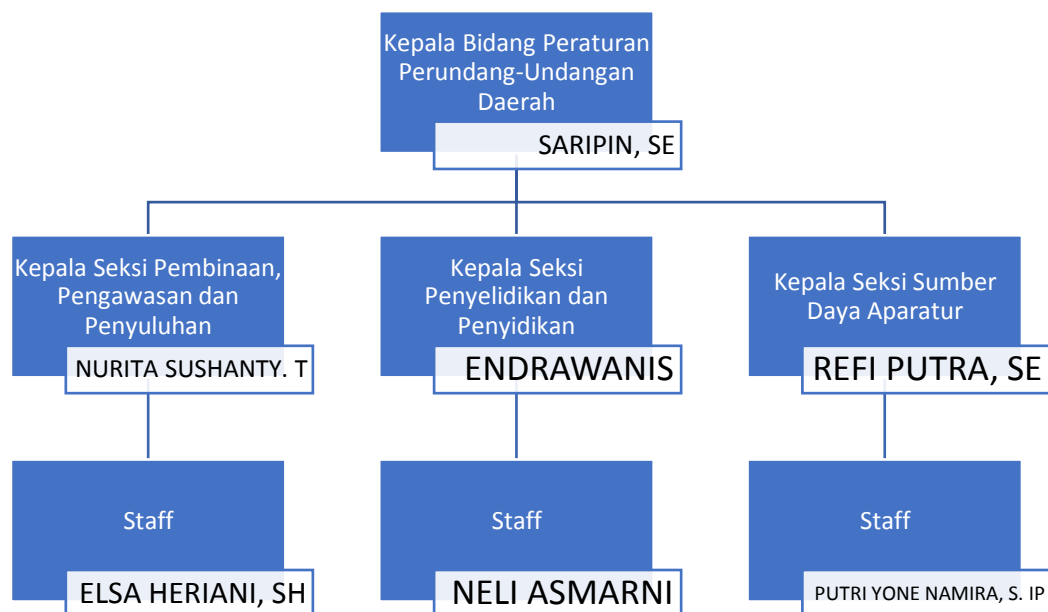 Kepala Bidang Peraturan
Perundang-Undangan
Daerah
SARIPIN, SE
Kepala Seksi Pembinaan,
Pengawasan dan
Penyuluhan
NURITA SUSHANTY. T
Kepala Seksi
Penyelidikan dan
Penyidikan
ENDRAWANIS
Kepala Seksi Sumber
Daya Aparatur
REFI PUTRA, SE
Staff
ELSA HERIANI, SH
Staff
NELI ASMARNI
Staff
PUTRI YONE NAMIRA, S. IP